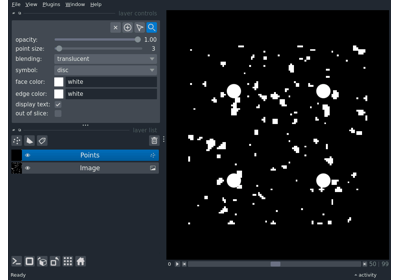 File View Plugins Window Help
layer controls
opacity: 1.00
point size: 3
blending: translucent
symbol: disc
face color: white
edge color: white
display text:
out of slice:
layer list
Points
Image
50 99
Ready
activity